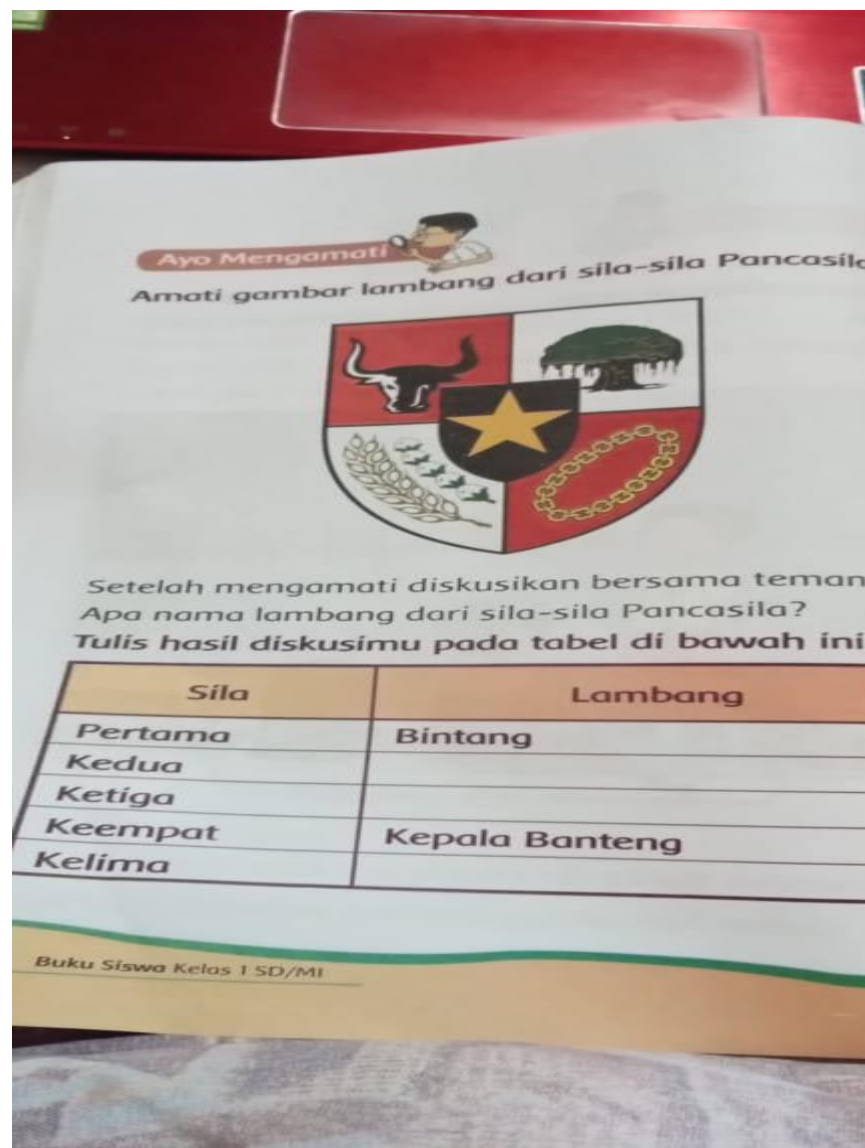 Ayo Mengamati
Amati gambar lambang dari sila-sila Pancasila
Setelah mengamati diskusikan bersama teman
Apa nama lambang dari sila-sila Pancasila?
Tulis hasil diskusimu pada tabel di bawah ini
Sila Lambang
Pertama Bintang
Kedua
Ketiga
Keempat Kepala Banteng
Kelima
Buku Siswa Kelas 1 SD/MI